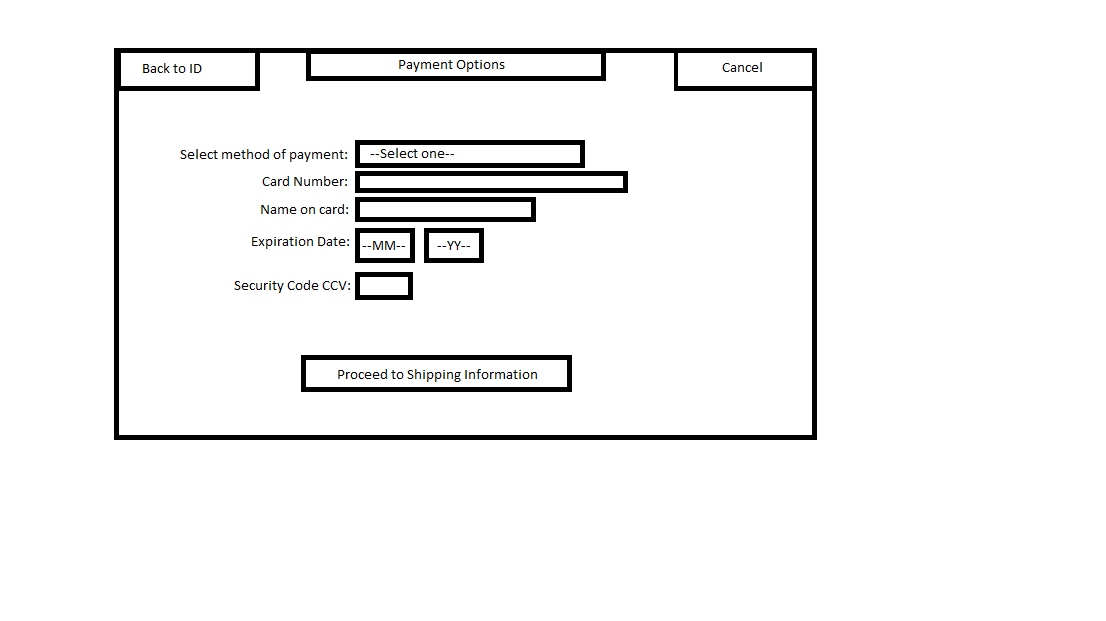 Back to ID
Payment Options
Cancel
Select method of payment: --Select one--
Card Number:
Name on card:
Expiration Date: --MM-- --YY--
Security Code CCV:
Proceed to Shipping Information